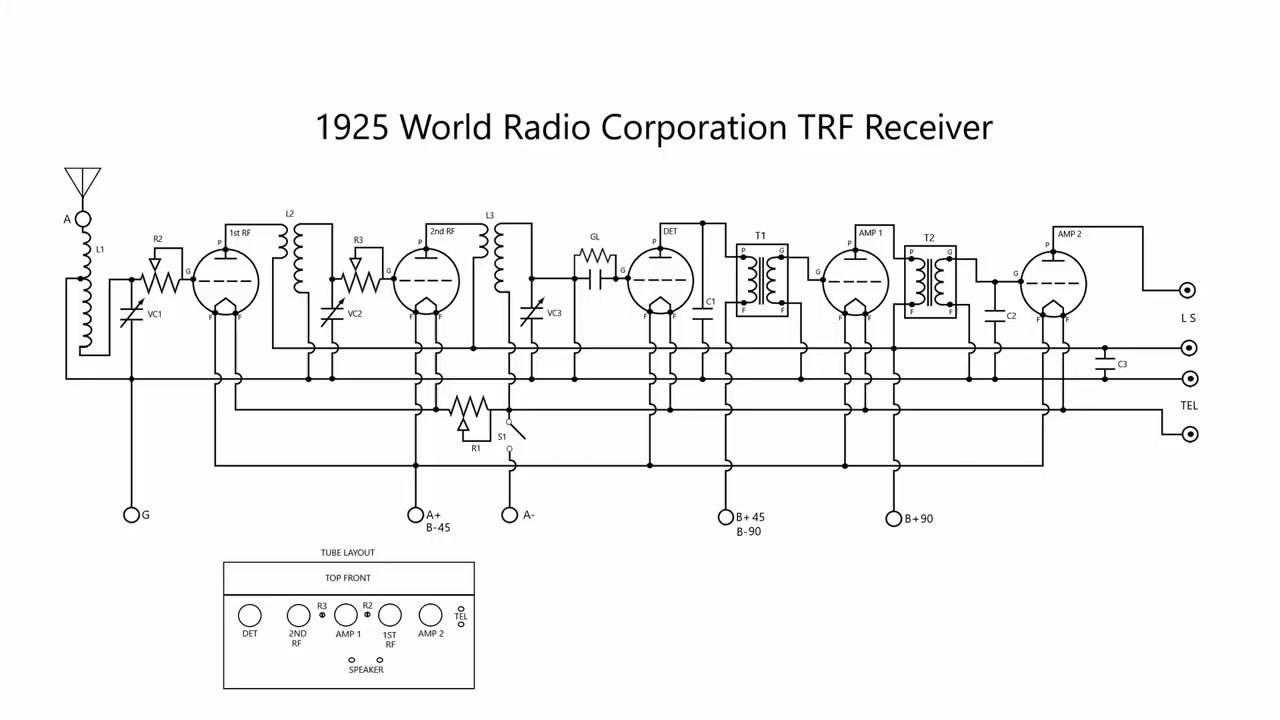 1925 World Radio Corporation TRF Receiver
A
L1
R2
G
P
1st RF
F
F
VC1
L2
VC2
R3
G
P
2nd RF
F
F
L3
VC3
GL
G
P
DET
F
F
C1
T1
P
G
B
F
G
P
AMP 1
F
F
T2
P
G
B
F
G
P
AMP 2
F
F
C2
C3
L S
TEL
R1
S1
G
A+
B-45
A-
B+45
B-90
B+90
TUBE LAYOUT
TOP FRONT
R3
R2
DET
2ND
RF
AMP 1
1ST
RF
AMP 2
TEL
SPEAKER